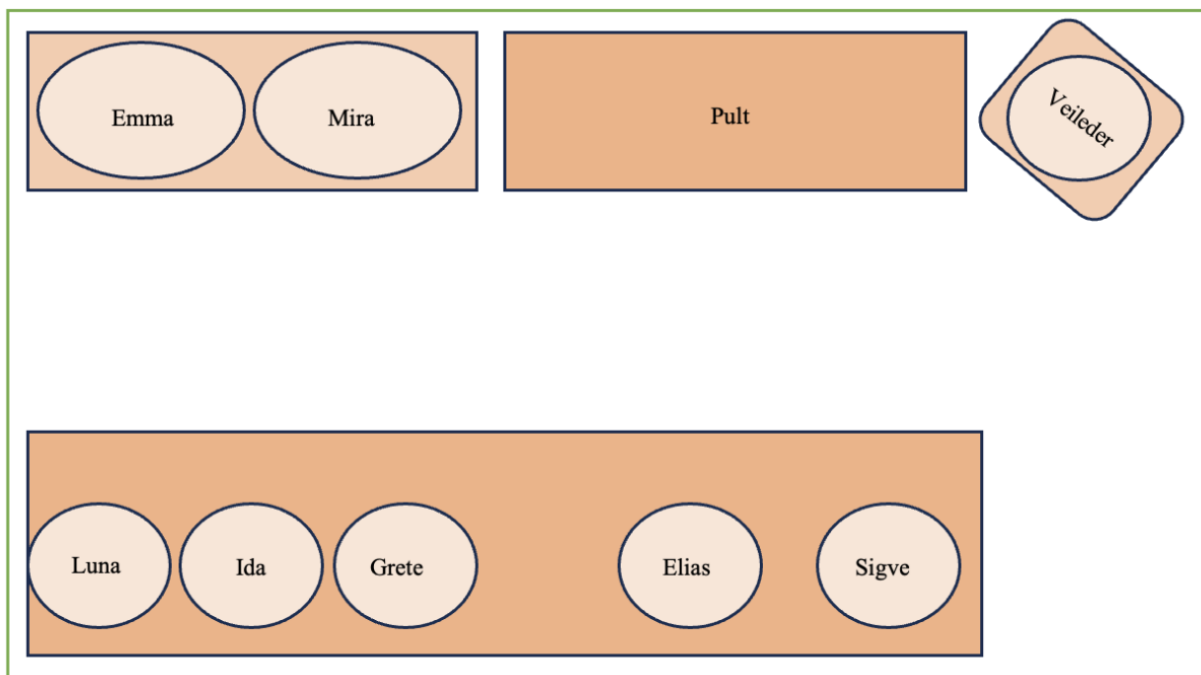 Emma
Mira
Pult
Veileder
Luna
Ida
Grete
Elias
Sigve